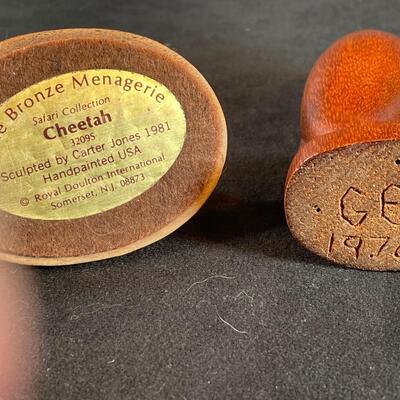 e Bronze Menagerie
Safari Collection
Cheetah
3209S
Sculpted by Carter Jones 1981
Handpainted USA
© Royal Doulton International
Somerset, N.J. 08873
GE
197